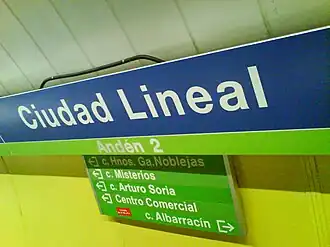 Ciudad Lineal
Andén 2
c. Hnos. Ga. Noblejas
c. Misterios
c. Arturo Soria
Centro Comercial
c. Albarracín